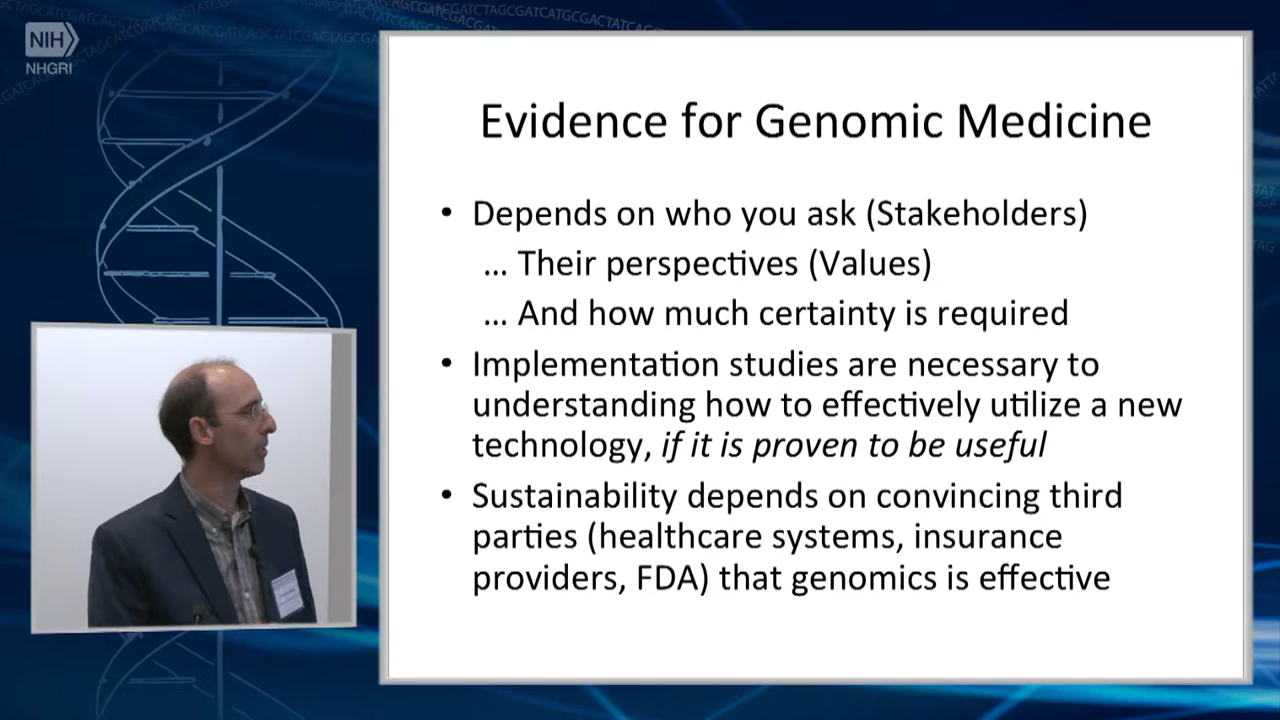 NIH
NHGRI
Evidence for Genomic Medicine
• Depends on who you ask (Stakeholders)
… Their perspectives (Values)
… And how much certainty is required
• Implementation studies are necessary to
understanding how to effectively utilize a new
technology, if it is proven to be useful
• Sustainability depends on convincing third
parties (healthcare systems, insurance
providers, FDA) that genomics is effective